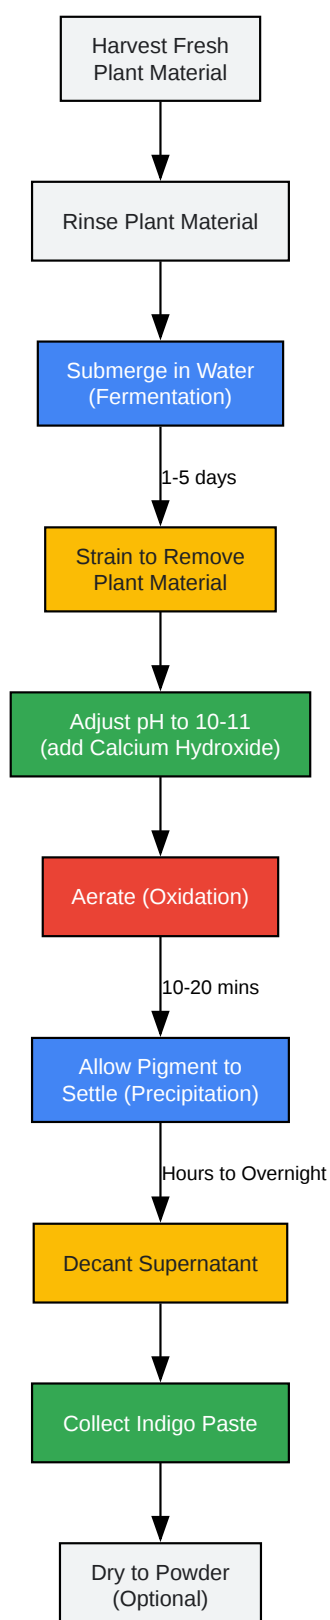 Harvest Fresh
Plant Material
Rinse Plant Material
Submerge in Water
(Fermentation)
1-5 days
Strain to Remove
Plant Material
Adjust pH to 10-11
(add Calcium Hydroxide)
Aerate (Oxidation)
10-20 mins
Allow Pigment to
Settle (Precipitation)
Hours to Overnight
Decant Supernatant
Collect Indigo Paste
Dry to Powder
(Optional)